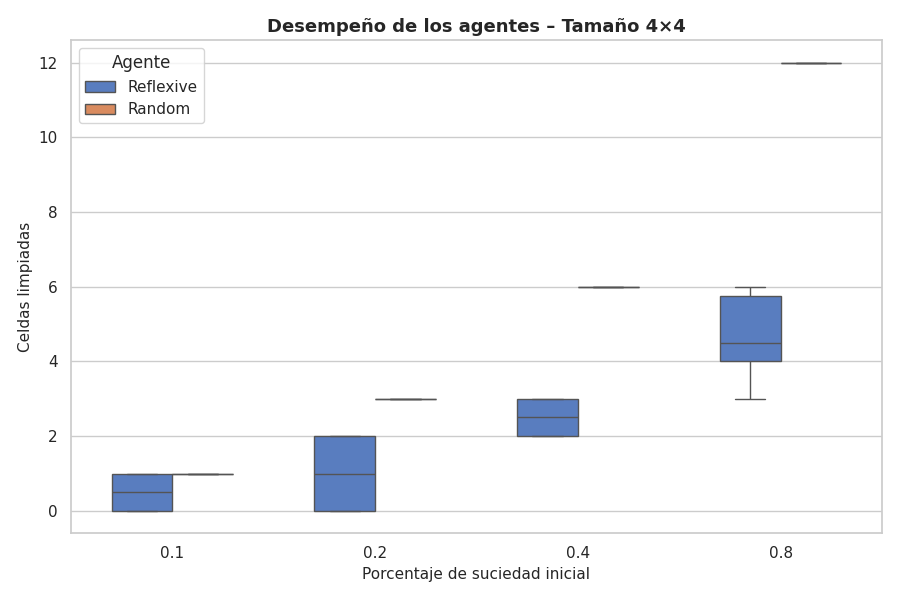 Desempeño de los agentes – Tamaño 4×4
Agente
Reflexive
Random
12
10
8
6
4
2
0
Celdas limpiadas
0.1 0.2 0.4 0.8
Porcentaje de suciedad inicial